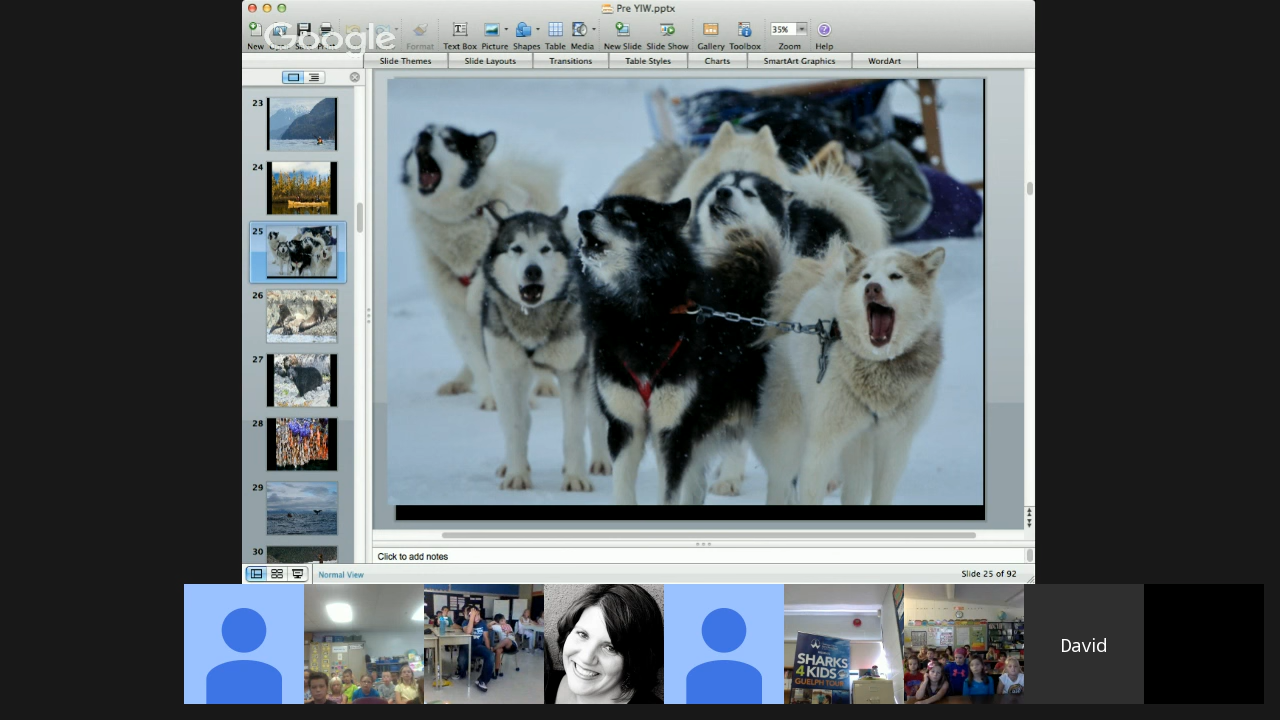 Pre YIW.pptx
Google
New
Format
Text Box
Picture
Shapes
Table
Media
New Slide
Slide Show
35%
Gallery
Toolbox
Zoom
Help
Slide Themes
Slide Layouts
Transitions
Table Styles
Charts
SmartArt Graphics
WordArt
23
24
25
26
27
28
29
30
Click to add notes
Normal View
Slide 25 of 92
SHARKS
4 KIDS
GUELPH TOUR
David